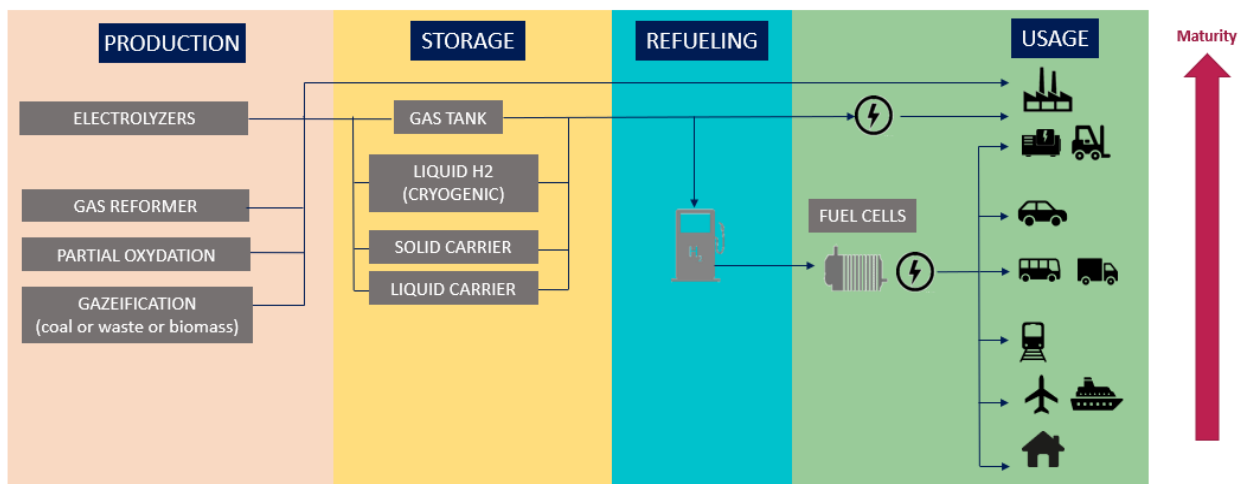 PRODUCTION
STORAGE
REFUELING
USAGE
Maturity
ELECTROLYZERS
GAS TANK
LIQUID H2
(CRYOGENIC)
GAS REFORMER
FUEL CELLS
PARTIAL OXYDATION
SOLID CARRIER
H2
LIQUID CARRIER
GAZEIFICATION
(coal or waste or biomass)